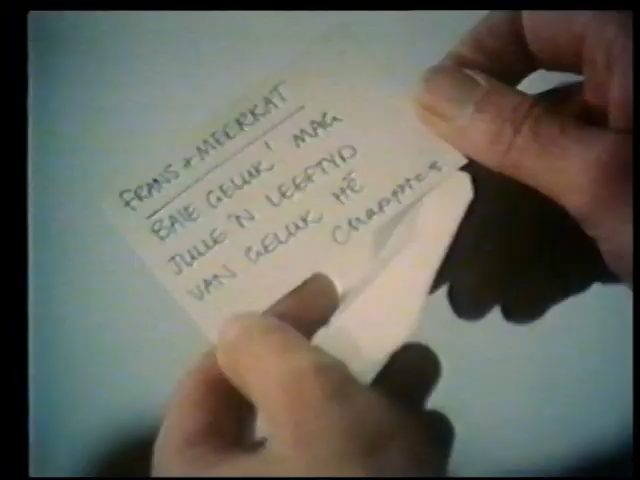 FRANS + MEERKAT
BAIE GELUK! MAG
JULLE 'N LEEFTYD
VAN GELUK HÊ
Chappies